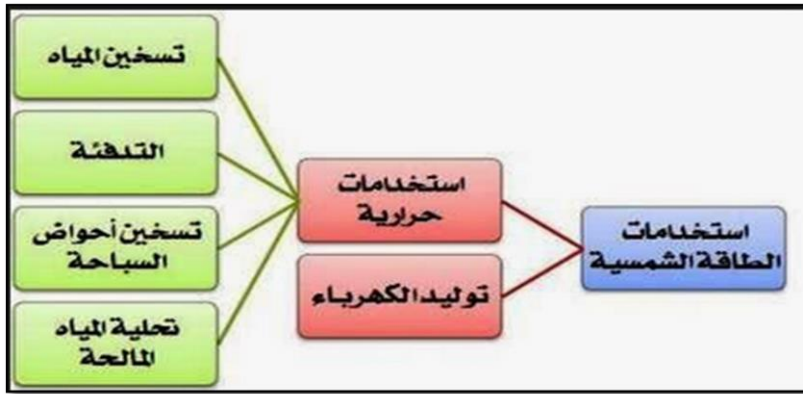 استخدامات
الطاقة الشمسية
استخدامات
حرارية
توليد الكهرباء
تسخين المياه
التدفئة
تسخين أحواض
السباحة
تحلية المياه
المالحة